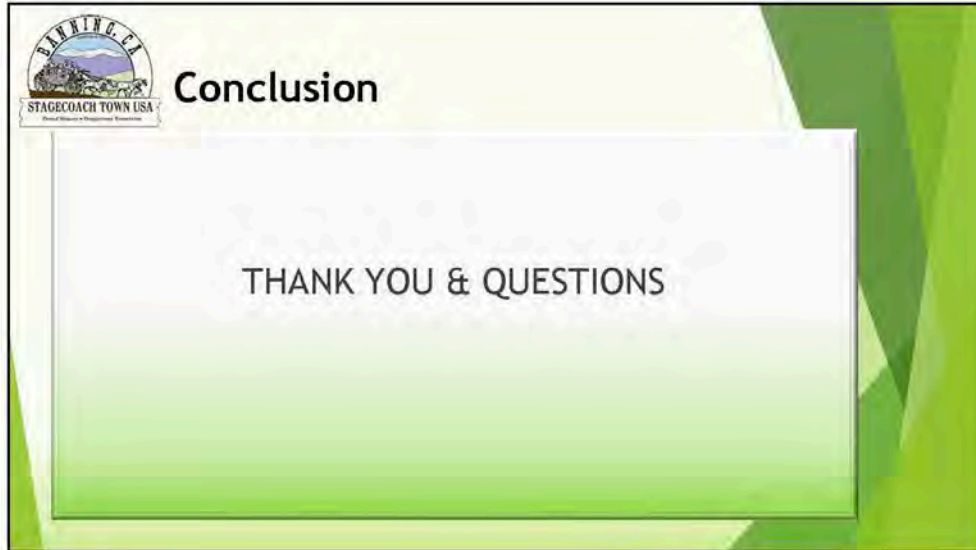 BANNING, CA
STAGECOACH TOWN USA
Conclusion
THANK YOU & QUESTIONS